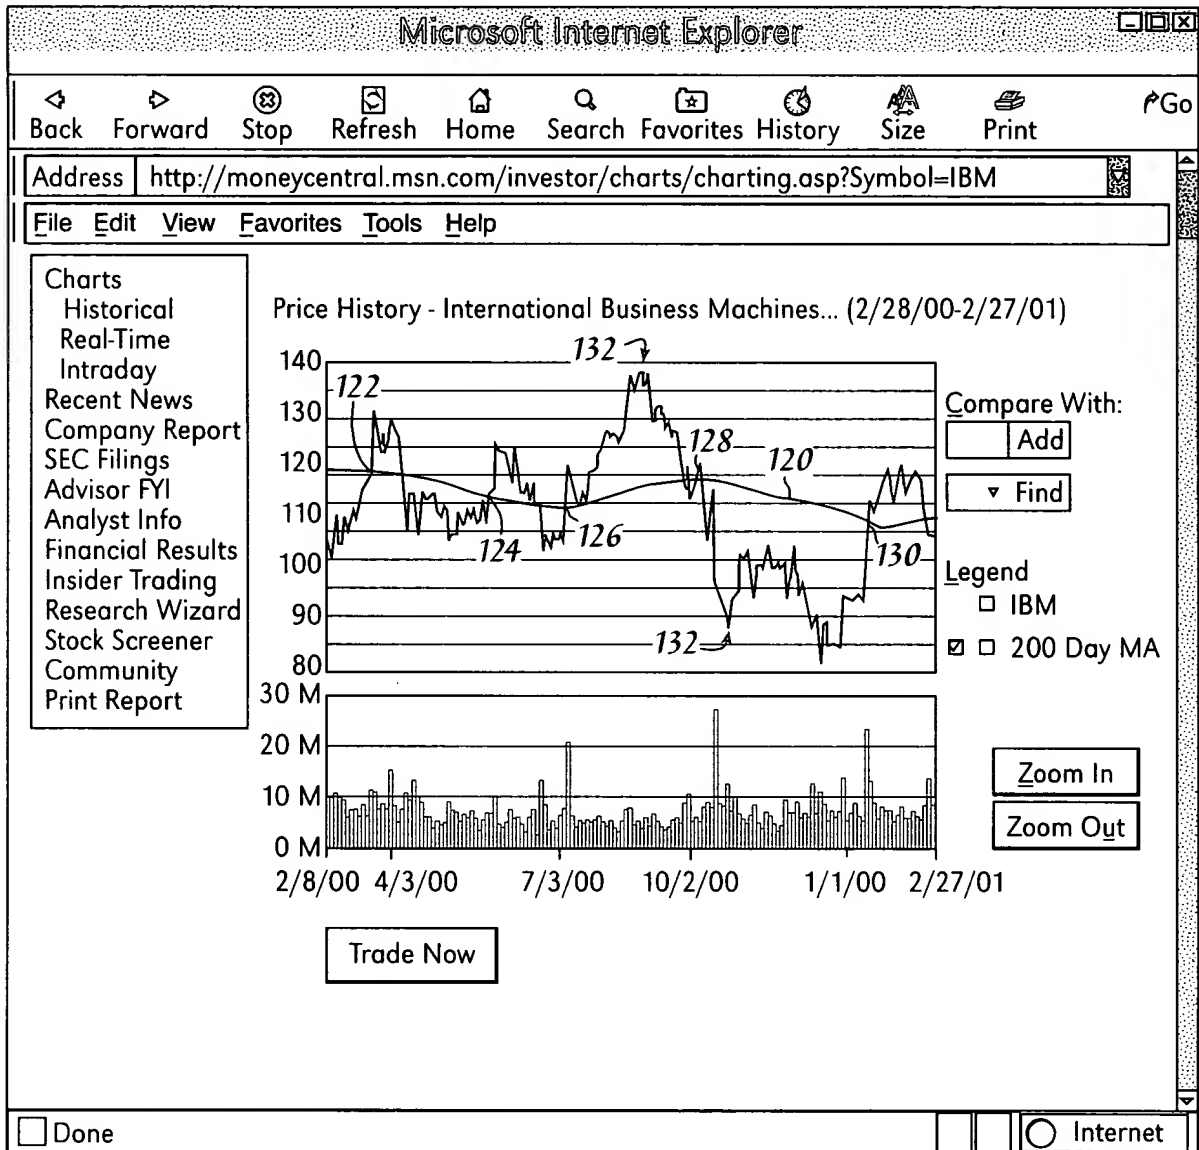 Microsoft Internet Explorer
Back Forward Stop Refresh Home Search Favorites History Size Print Go
Address http://moneycentral.msn.com/investor/charts/charting.asp?Symbol=IBM
File Edit View Favorites Tools Help
Charts
Historical
Real-Time
Intraday
Recent News
Company Report
SEC Filings
Advisor FYI
Analyst Info
Financial Results
Insider Trading
Research Wizard
Stock Screener
Community
Print Report
Price History - International Business Machines... (2/28/00-2/27/01)
132
140
122
130
128
120
120
110
124
126
130
100
90
132
80
30 M
20 M
10 M
0 M
2/8/00 4/3/00 7/3/00 10/2/00 1/1/00 2/27/01
Compare With:
Add
Find
Legend
IBM
200 Day MA
Zoom In
Zoom Out
Trade Now
Done
Internet